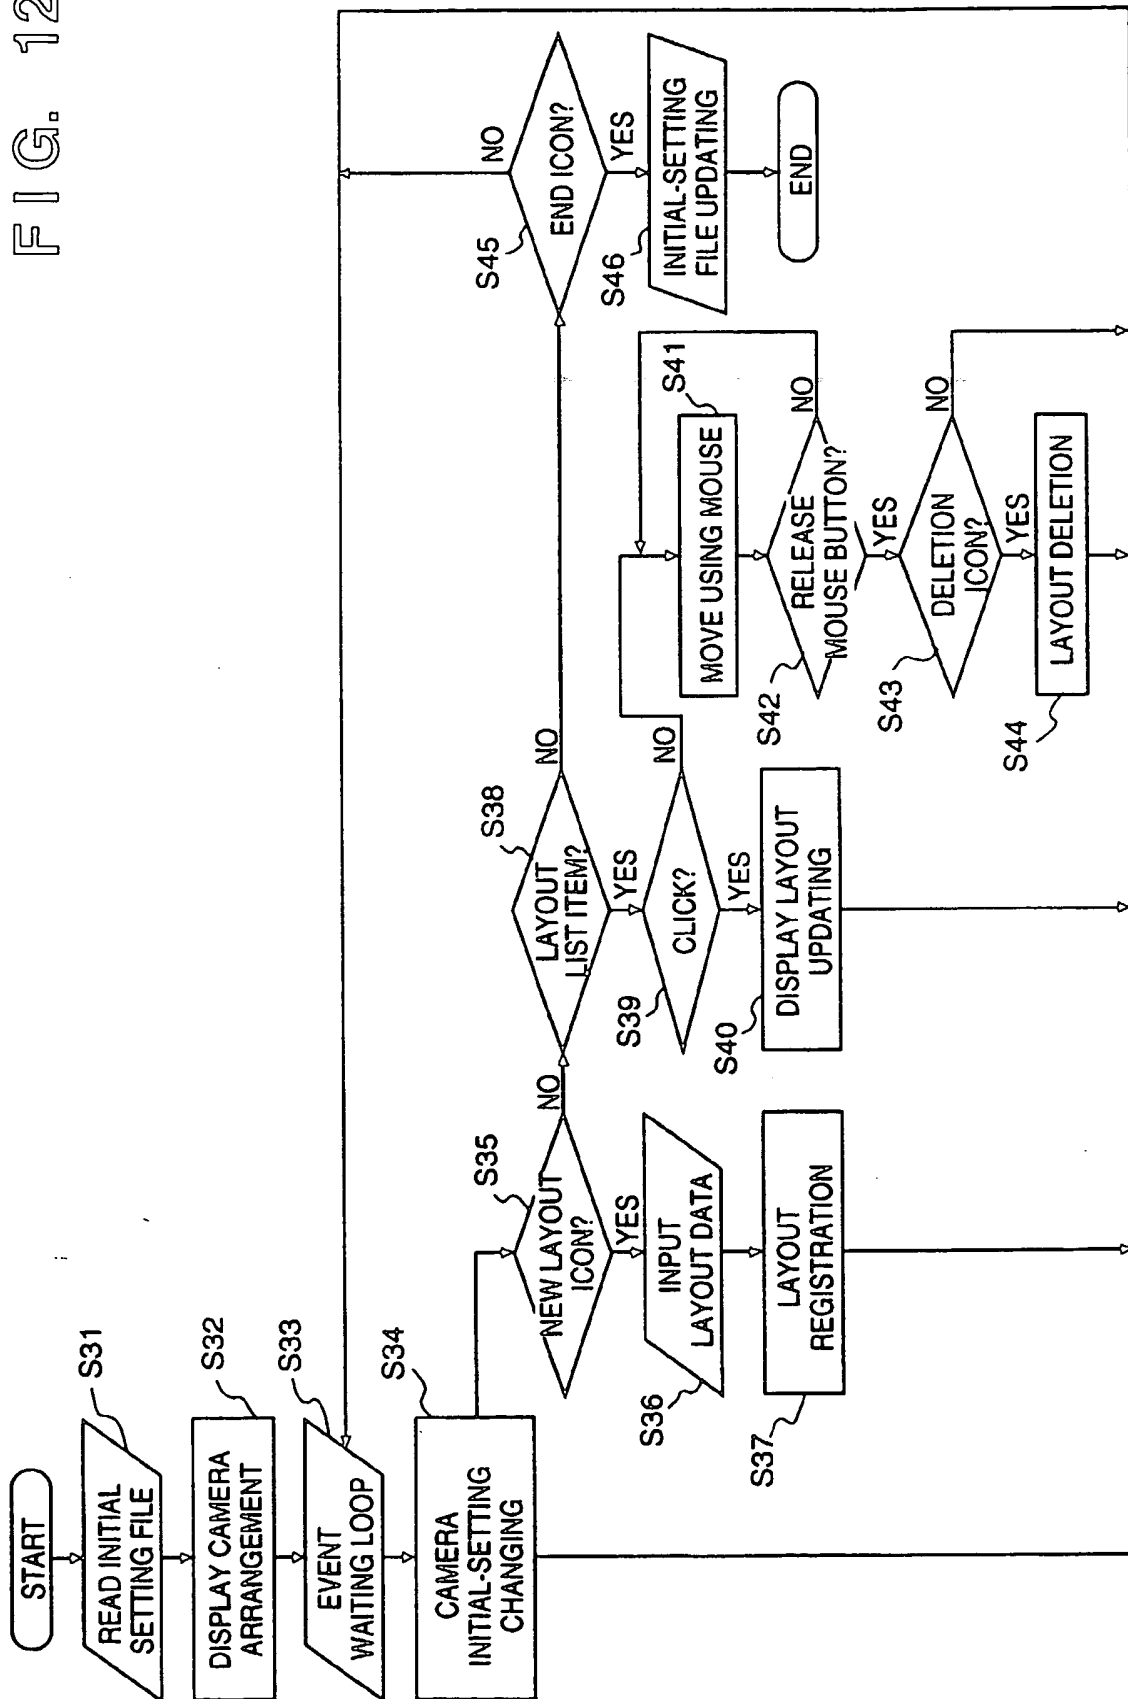 FIG. 12
START
READ INITIAL
SETTING FILE
S31
DISPLAY CAMERA
ARRANGEMENT
S32
EVENT
WAITING LOOP
S33
CAMERA
INITIAL-SETTING
CHANGING
S34
NEW LAYOUT
ICON?
S35
NO
YES
INPUT
LAYOUT DATA
S36
LAYOUT
REGISTRATION
S37
LAYOUT
LIST ITEM?
S38
NO
YES
CLICK?
S39
NO
YES
DISPLAY LAYOUT
UPDATING
S40
MOVE USING MOUSE
S41
RELEASE
MOUSE BUTTON?
S42
NO
YES
DELETION
ICON?
S43
NO
YES
LAYOUT DELETION
S44
END ICON?
S45
NO
YES
INITIAL-SETTING
FILE UPDATING
S46
END